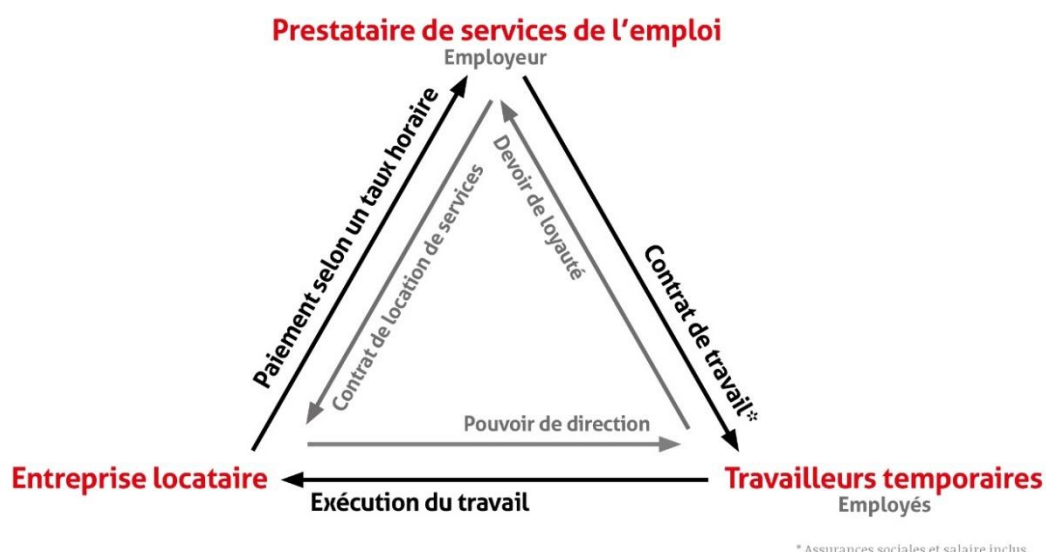 Prestataire de services de l’emploi
Employeur
Paiement selon un taux horaire
Contrat de location de services
Devoir de loyauté
Contrat de travail*
Pouvoir de direction
Entreprise locataire
Travailleurs temporaires
Exécution du travail
Employés
* Assurances sociales et salaire inclus